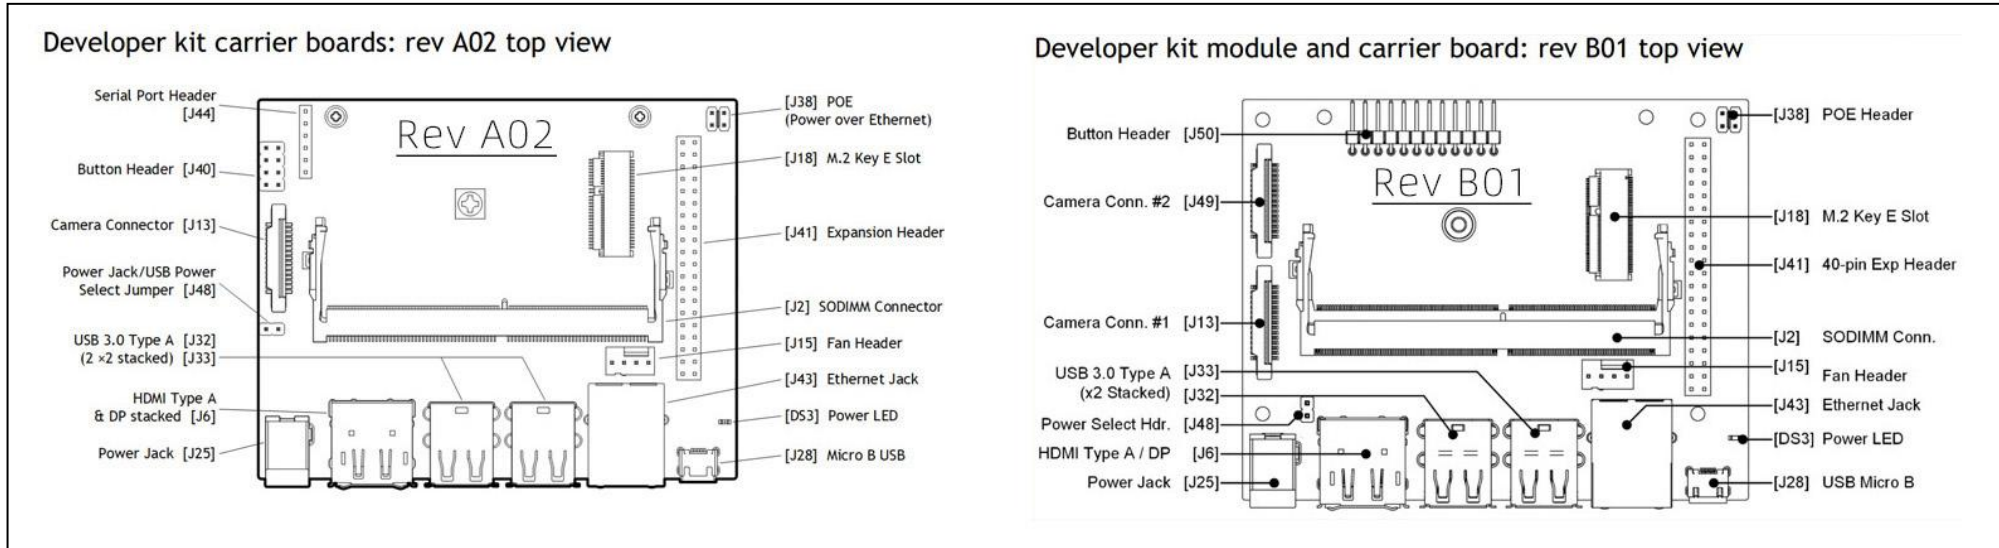 Developer kit carrier boards: rev A02 top view
Serial Port Header
[J44]
Button Header [J40]
Camera Connector [J13]
Power Jack/USB Power
Select Jumper [J48]
USB 3.0 Type A [J32]
(2 ×2 stacked) [J33]
HDMI Type A
& DP stacked [J6]
Power Jack [J25]
Rev A02
[J38] POE
(Power over Ethernet)
[J18] M.2 Key E Slot
[J41] Expansion Header
[J2] SODIMM Connector
[J15] Fan Header
[J43] Ethernet Jack
[DS3] Power LED
[J28] Micro B USB
Developer kit module and carrier board: rev B01 top view
Button Header [J50]
Camera Conn. #2 [J49]
Camera Conn. #1 [J13]
USB 3.0 Type A [J33]
(x2 Stacked) [J32]
Power Select Hdr. [J48]
HDMI Type A / DP [J6]
Power Jack [J25]
Rev B01
[J38] POE Header
[J18] M.2 Key E Slot
[J41] 40-pin Exp Header
[J2] SODIMM Conn.
[J15] Fan Header
[J43] Ethernet Jack
[DS3] Power LED
[J28] USB Micro B